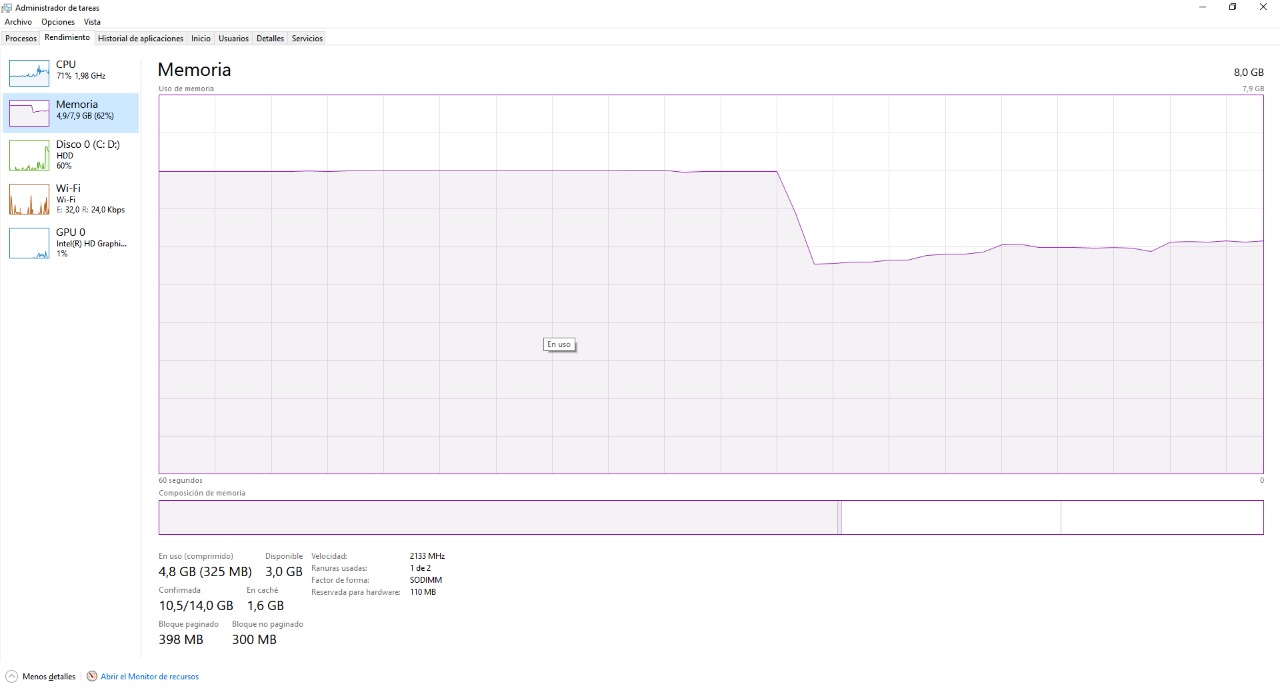 Administrador de tareas
Archivo Opciones Vista
Procesos Rendimiento Historial de aplicaciones Inicio Usuarios Detalles Servicios
CPU
71% 1,98 GHz
Memoria
4,9/7,9 GB (62%)
Disco 0 (C: D:)
HDD
60%
Wi-Fi
Wi-Fi
E: 32,0 R: 24,0 Kbps
GPU 0
Intel(R) HD Graphi...
1%
Memoria 8,0 GB
Uso de memoria 7,9 GB
En uso
60 segundos 0
Composición de memoria
En uso (comprimido) Disponible
4,8 GB (325 MB) 3,0 GB
Confirmada En caché
10,5/14,0 GB 1,6 GB
Bloque paginado Bloque no paginado
398 MB 300 MB
Velocidad: 2133 MHz
Ranuras usadas: 1 de 2
Factor de forma: SODIMM
Reservada para hardware: 110 MB
Menos detalles Abrir el Monitor de recursos